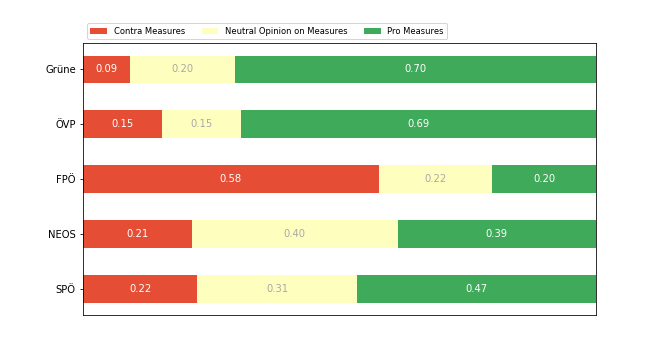 Contra Measures Neutral Opinion on Measures Pro Measures
Grüne 0.09 0.20 0.70
ÖVP 0.15 0.15 0.69
FPÖ 0.58 0.22 0.20
NEOS 0.21 0.40 0.39
SPÖ 0.22 0.31 0.47